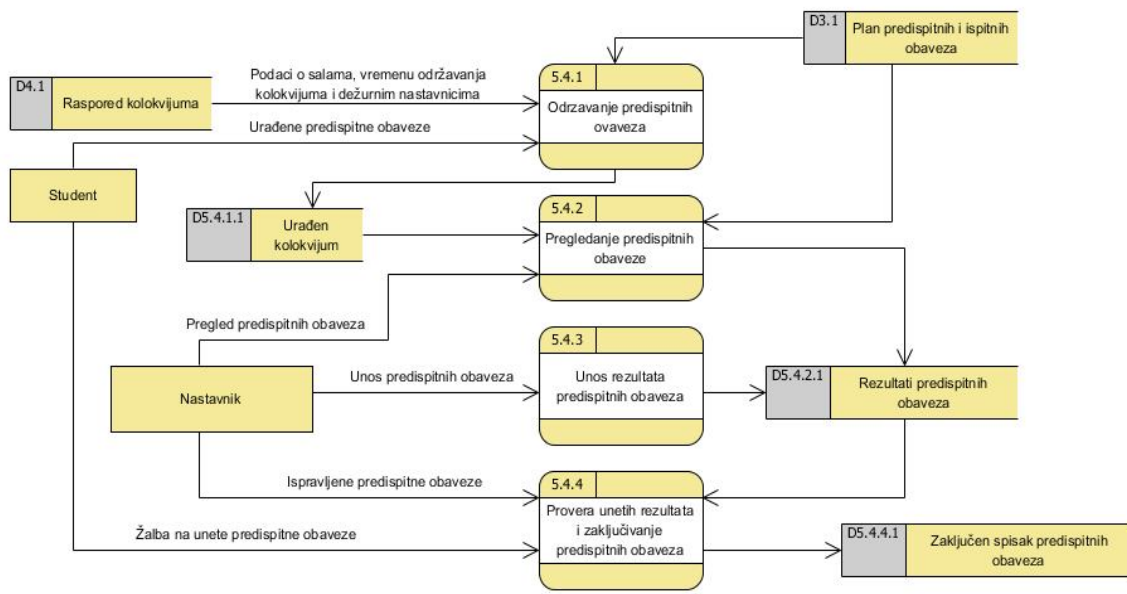 D3.1
Plan predispitnih i ispitnih
obaveza
D4.1
Raspored kolokvijuma
Podaci o salama, vremenu održavanja
kolokvijuma i dežurnim nastavnicima
5.4.1
Odrzavanje predispitnih
ovaveza
Urađene predispitne obaveze
Student
D5.4.1.1
Urađen
kolokvijum
5.4.2
Pregledanje predispitnih
obaveze
Pregled predispitnih obaveza
Nastavnik
Unos predispitnih obaveza
5.4.3
Unos rezultata
predispitnih obaveza
D5.4.2.1
Rezultati predispitnih
obaveza
Ispravljene predispitne obaveze
5.4.4
Provera unetih rezultata
i zaključivanje
predispitnih obaveza
Žalba na unete predispitne obaveze
D5.4.4.1
Zaključen spisak predispitnih
obaveza